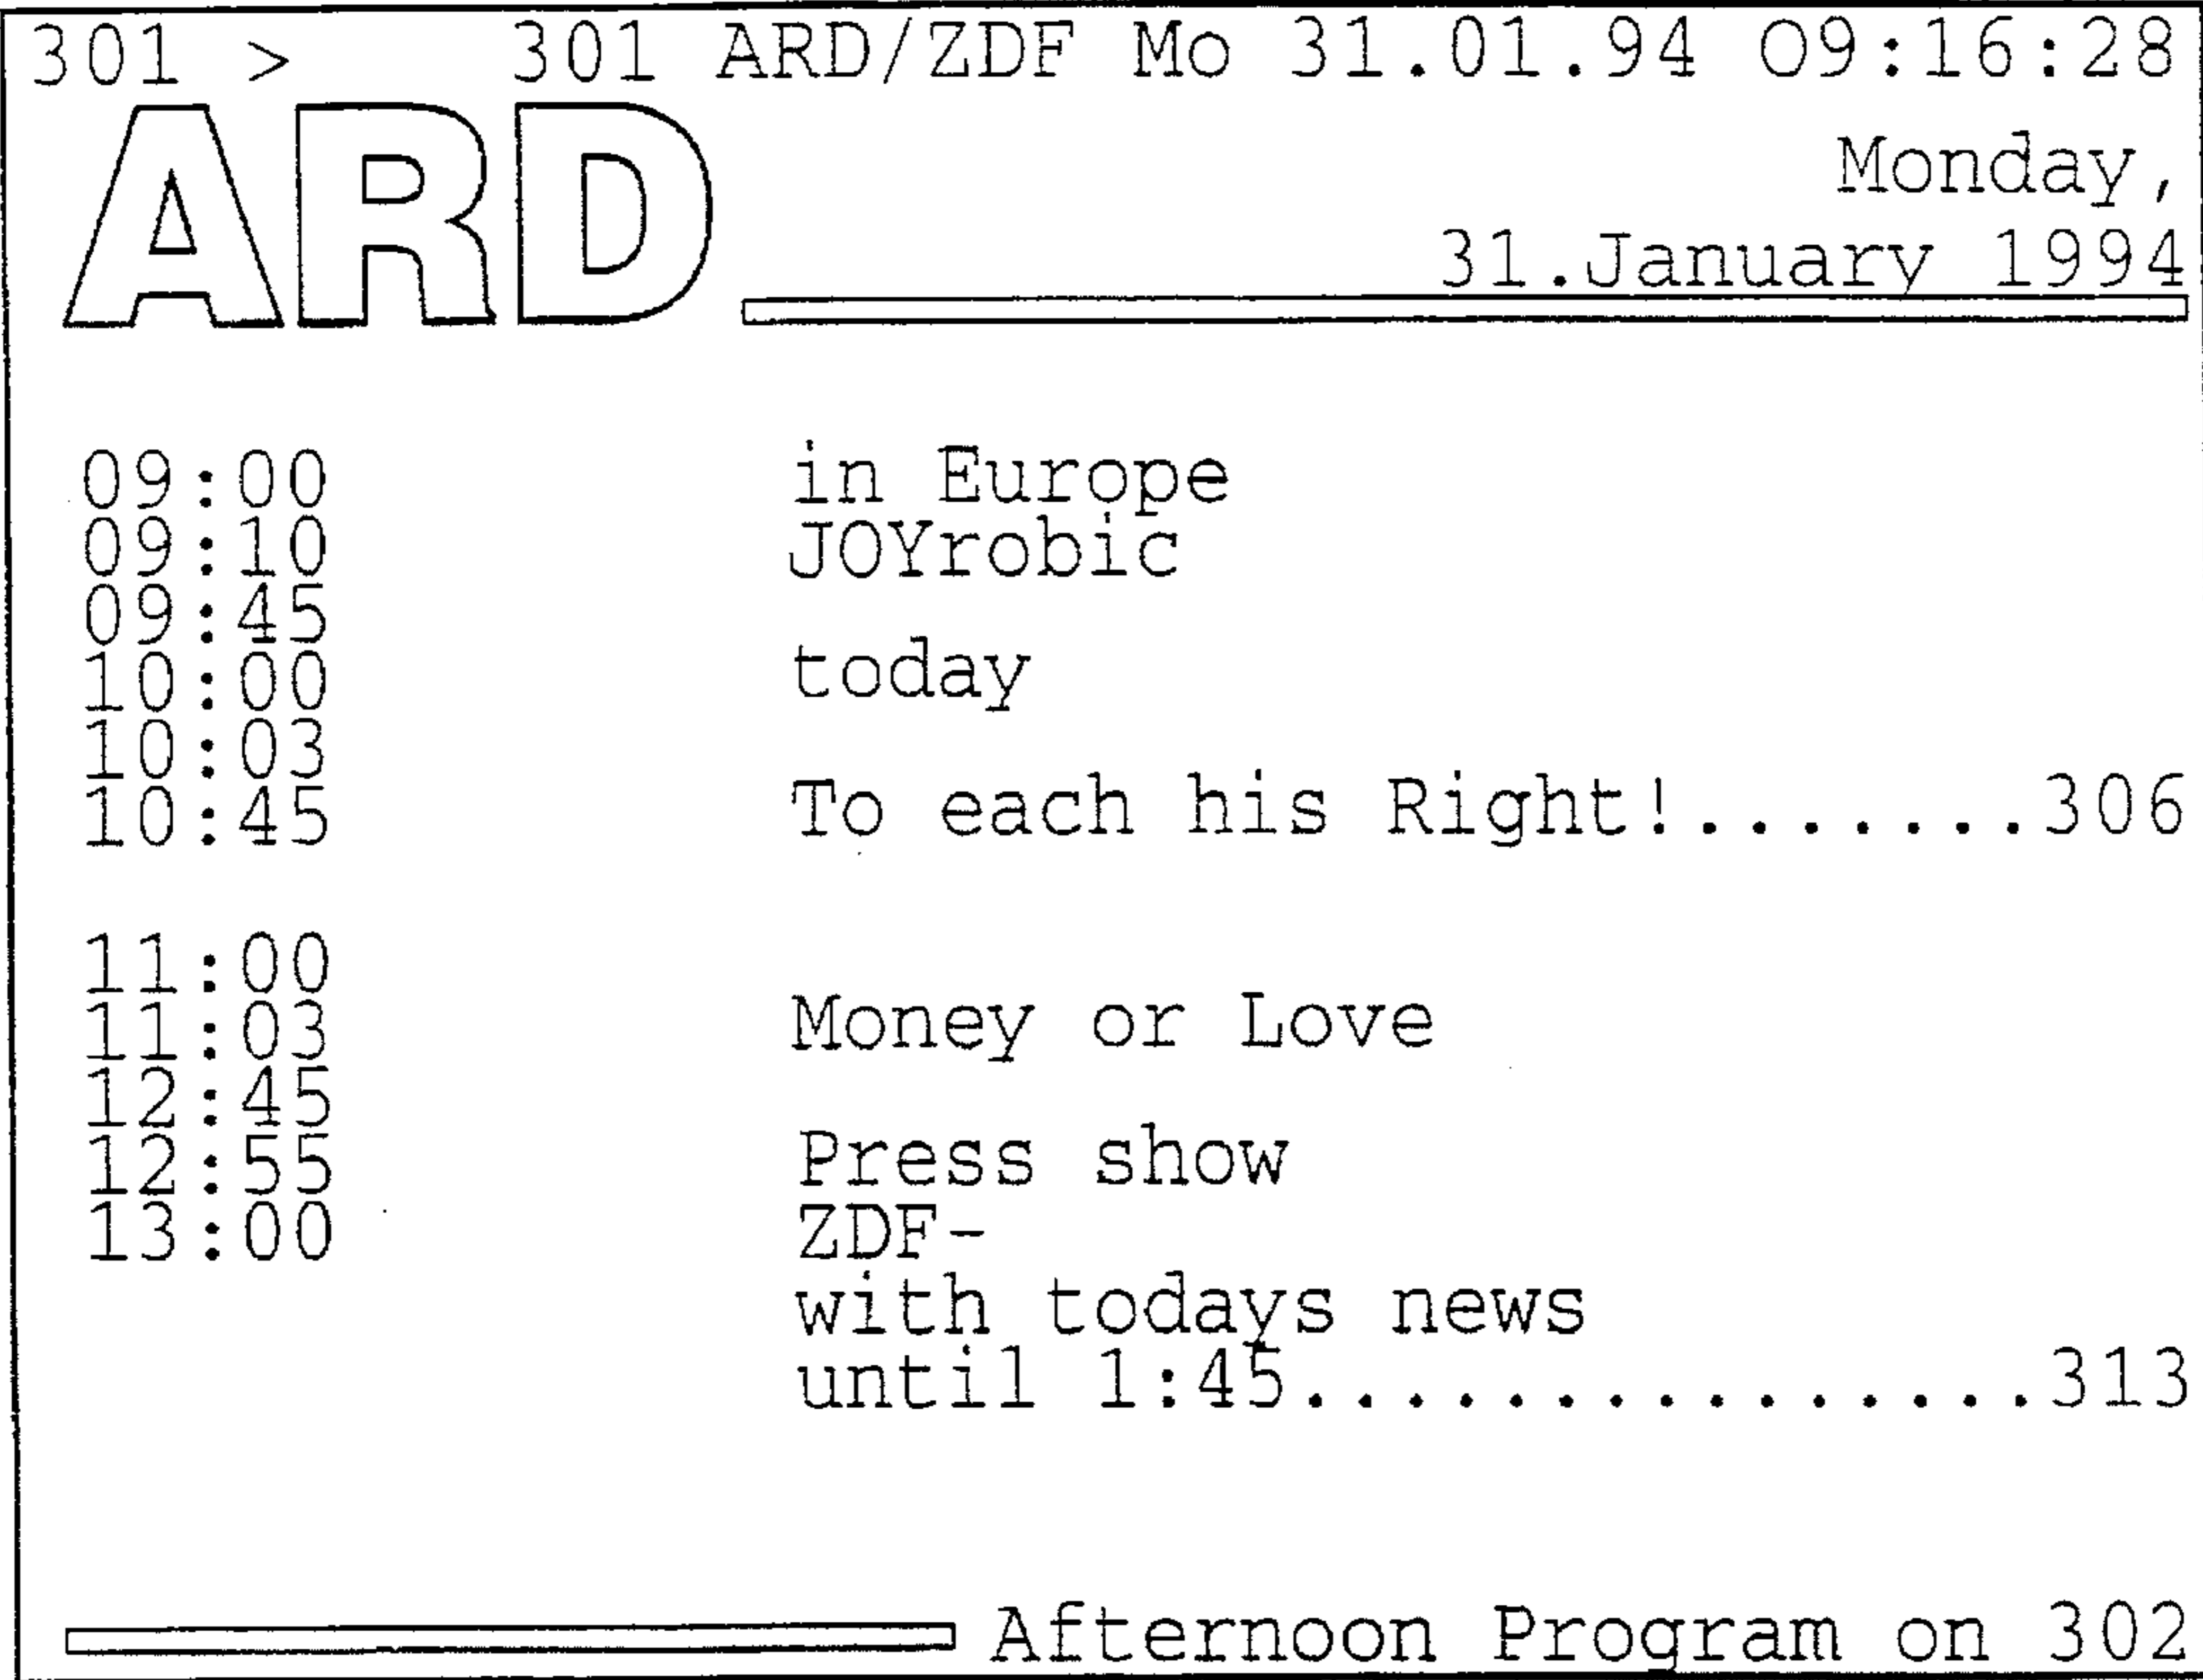 301 > 301 ARD/ZDF Mo 31.01.94 09:16:28
ARD
Monday,
31.January 1994
09:00 in Europe
09:10 JOYrobic
09:45
10:00 today
10:03
10:45 To each his Right!.......306
11:00
11:03 Money or Love
12:45
12:55 Press show
13:00 ZDF-
with todays news
until 1:45...............313
Afternoon Program on 302